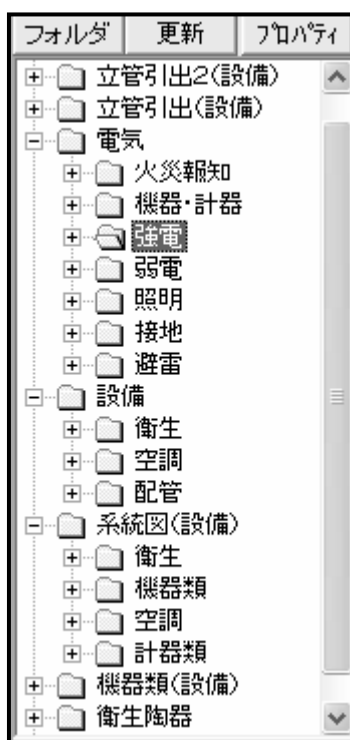 フォルダ 更新 プロパティ
立管引出2(設備)
立管引出(設備)
電気
火災報知
機器・計器
強電
弱電
照明
接地
避雷
設備
衛生
空調
配管
系統図(設備)
衛生
機器類
空調
計器類
機器類(設備)
衛生陶器